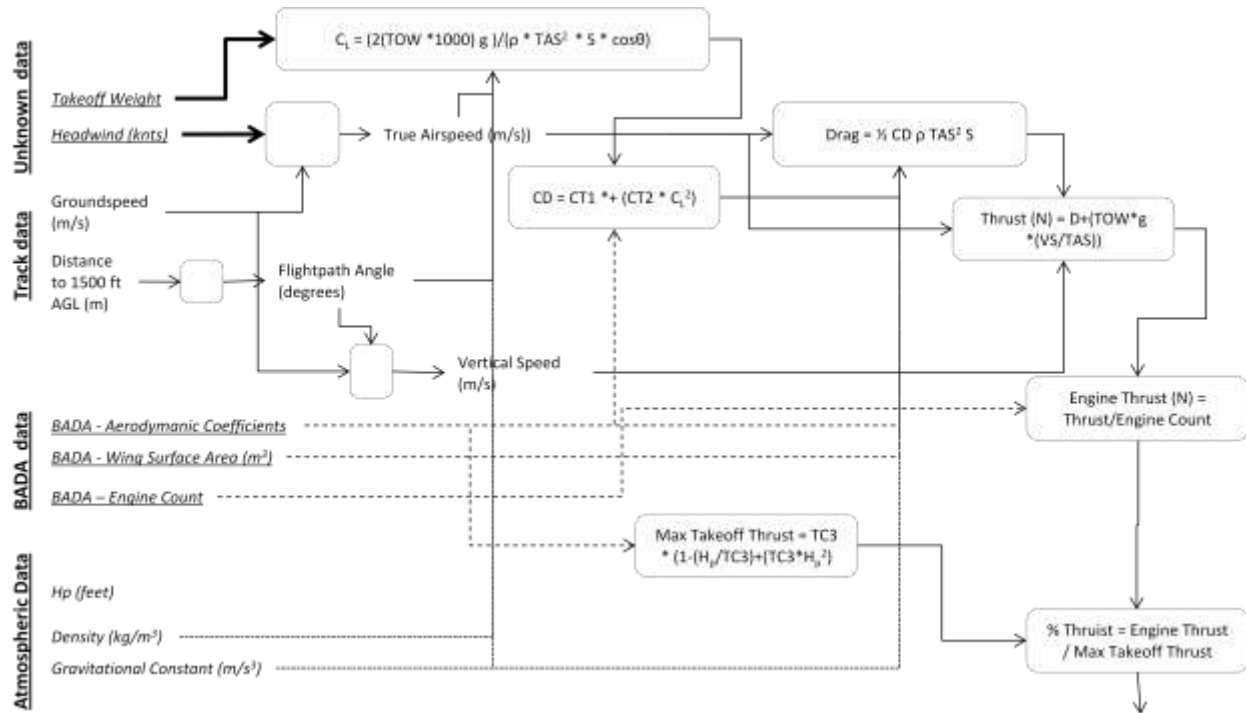 Unknown data
Takeoff Weight
Headwind (knts)
C_L = (2(TOW *1000) g )/(ρ * TAS² * S * cosθ)
True Airspeed (m/s))
Drag = ½ CD ρ TAS² S
CD = CT1 *+ (CT2 * C_L²)
Thrust (N) = D+(TOW*g
*(VS/TAS))
Track data
Groundspeed
(m/s)
Distance
to 1500 ft
AGL (m)
Flightpath Angle
(degrees)
Vertical Speed
(m/s)
Engine Thrust (N) =
Thrust/Engine Count
BADA data
BADA - Aerodymanic Coefficients
BADA - Wing Surface Area (m³)
BADA – Engine Count
Max Takeoff Thrust = TC3
* (1-(H_p/TC3)+(TC3*H_p²)
Atmospheric Data
Hp (feet)
Density (kg/m³)
Gravitational Constant (m/s³)
% Thruist = Engine Thrust
/ Max Takeoff Thrust